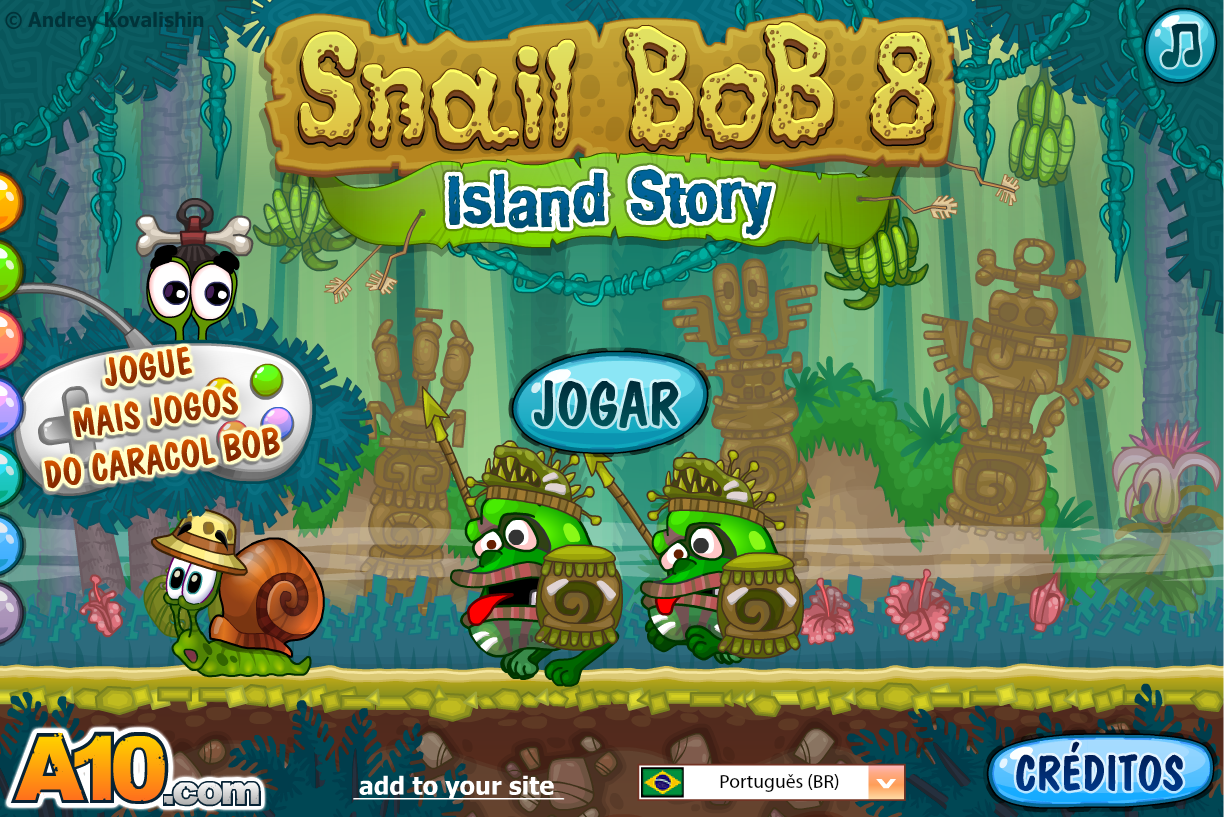 © Andrey Kovalishin
Snail BoB 8
Island Story
JOGUE
MAIS JOGOS
DO CARACOL BOB
JOGAR
A10.com
add to your site
Português (BR)
CRÉDITOS